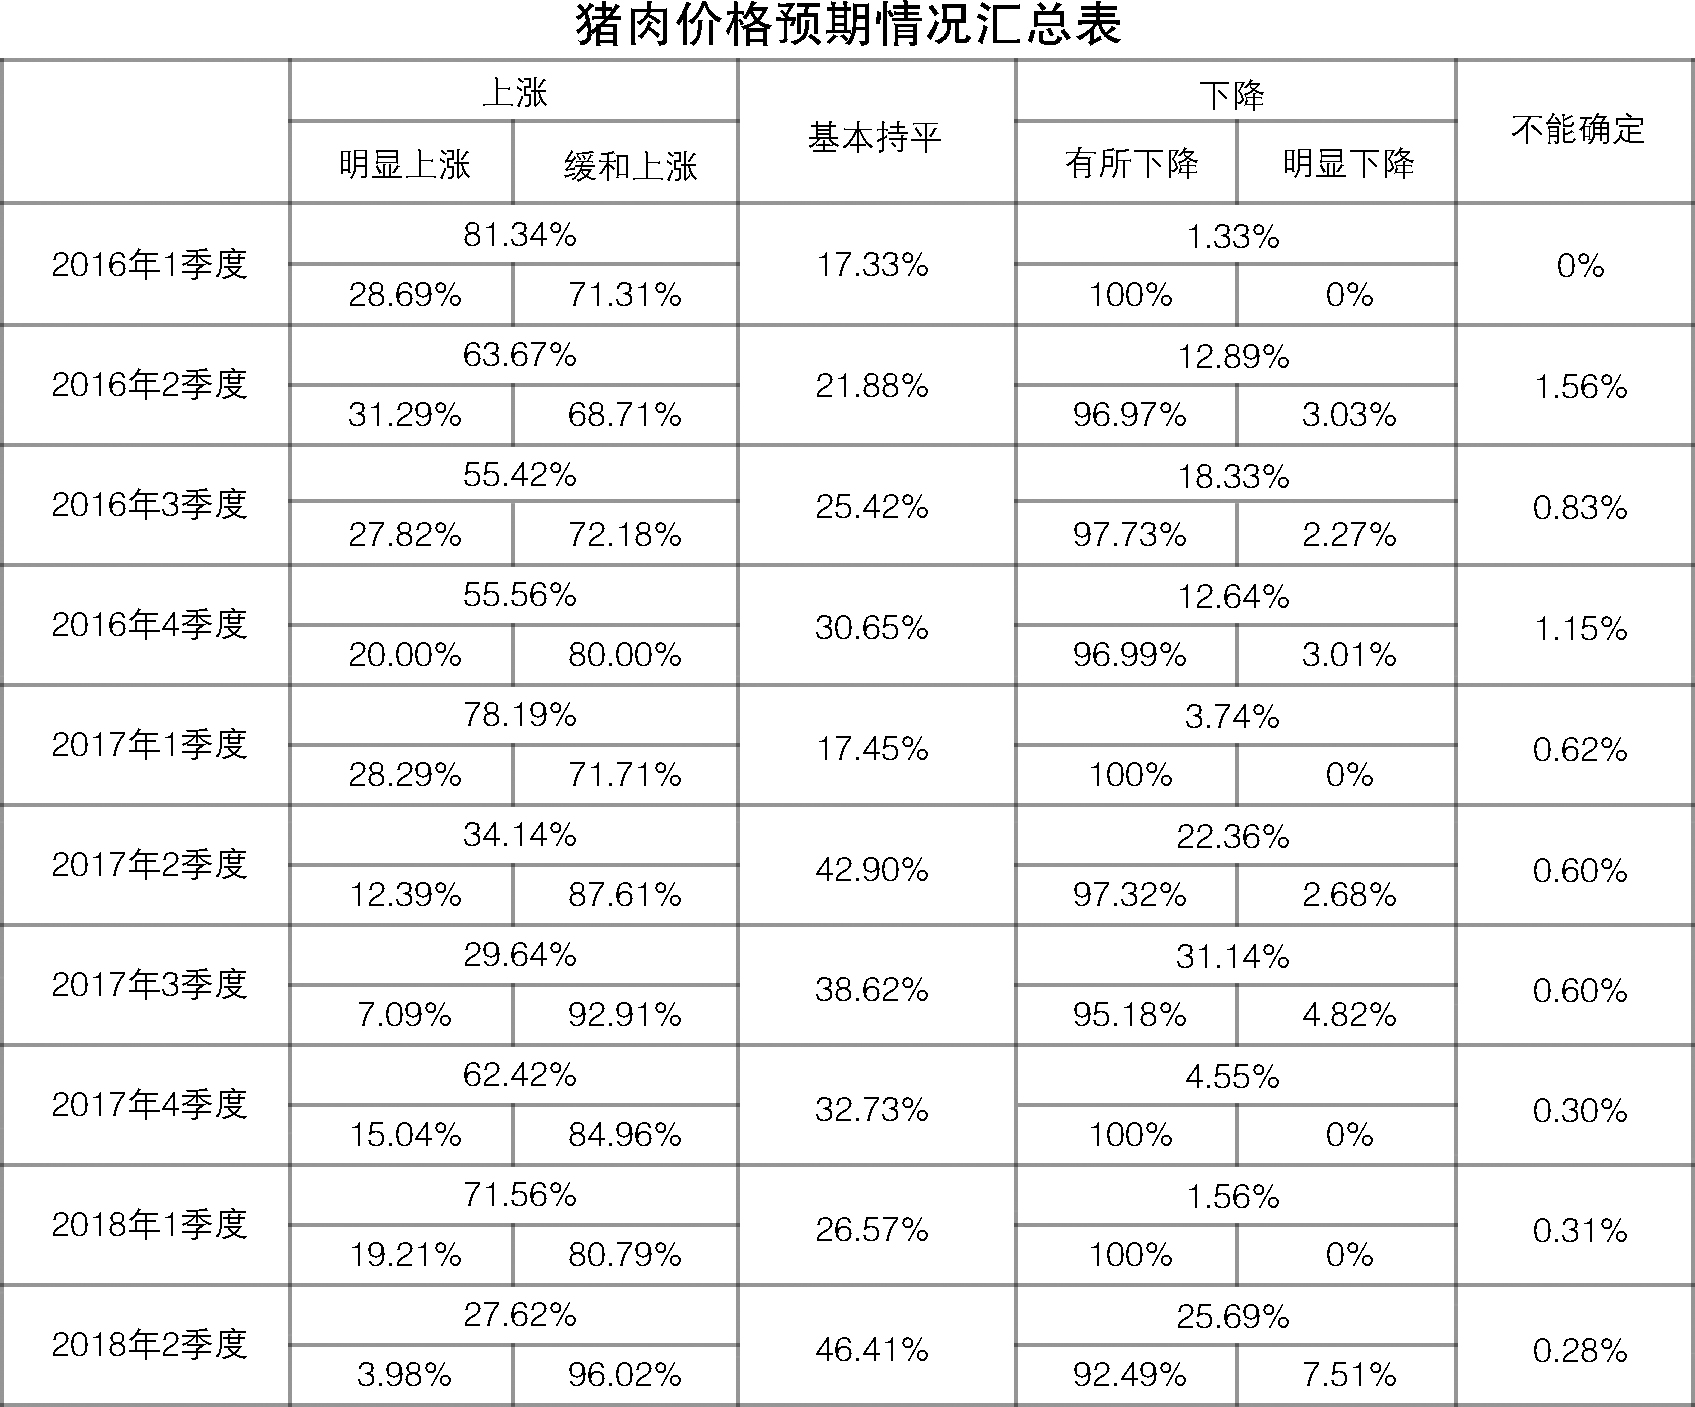 猪肉价格预期情况汇总表
上涨 基本持平 下降 不能确定
明显上涨 缓和上涨 有所下降 明显下降
2016年1季度 81.34% 17.33% 1.33% 0%
28.69% 71.31% 100% 0%
2016年2季度 63.67% 21.88% 12.89% 1.56%
31.29% 68.71% 96.97% 3.03%
2016年3季度 55.42% 25.42% 18.33% 0.83%
27.82% 72.18% 97.73% 2.27%
2016年4季度 55.56% 30.65% 12.64% 1.15%
20.00% 80.00% 96.99% 3.01%
2017年1季度 78.19% 17.45% 3.74% 0.62%
28.29% 71.71% 100% 0%
2017年2季度 34.14% 42.90% 22.36% 0.60%
12.39% 87.61% 97.32% 2.68%
2017年3季度 29.64% 38.62% 31.14% 0.60%
7.09% 92.91% 95.18% 4.82%
2017年4季度 62.42% 32.73% 4.55% 0.30%
15.04% 84.96% 100% 0%
2018年1季度 71.56% 26.57% 1.56% 0.31%
19.21% 80.79% 100% 0%
2018年2季度 27.62% 46.41% 25.69% 0.28%
3.98% 96.02% 92.49% 7.51%